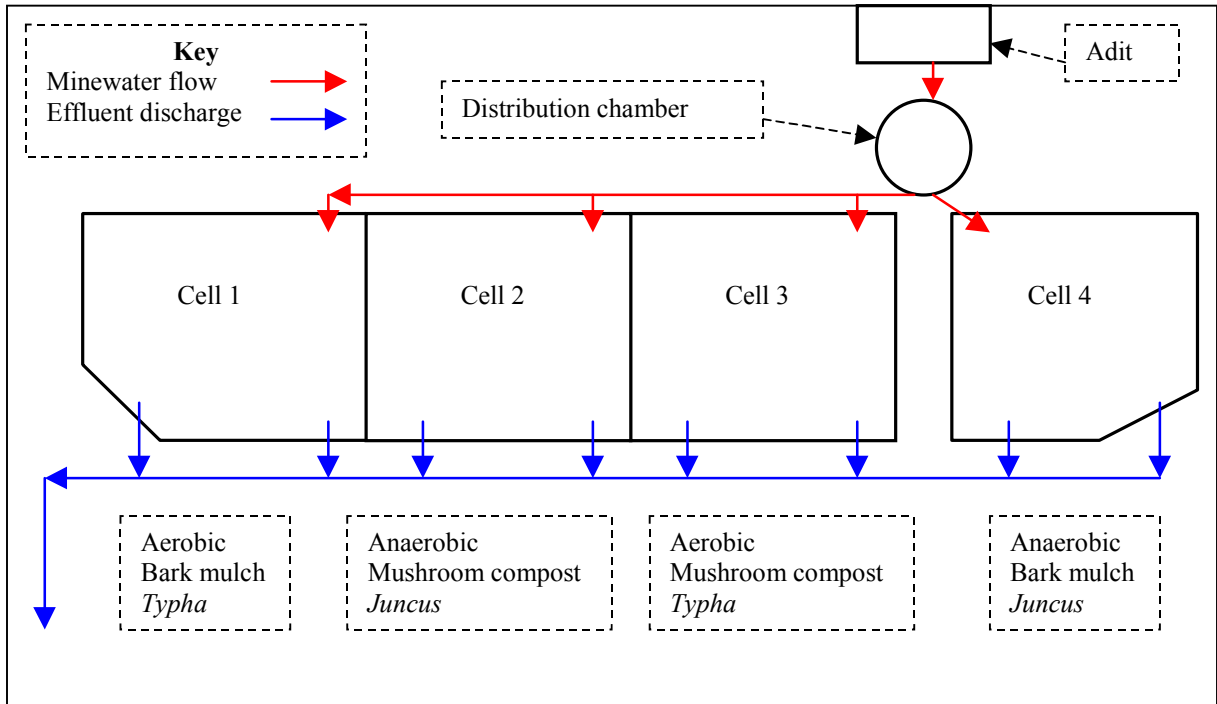 Key
Minewater flow
Effluent discharge
Adit
Distribution chamber
Cell 1
Cell 2
Cell 3
Cell 4
Aerobic
Bark mulch
Typha
Anaerobic
Mushroom compost
Juncus
Aerobic
Mushroom compost
Typha
Anaerobic
Bark mulch
Juncus